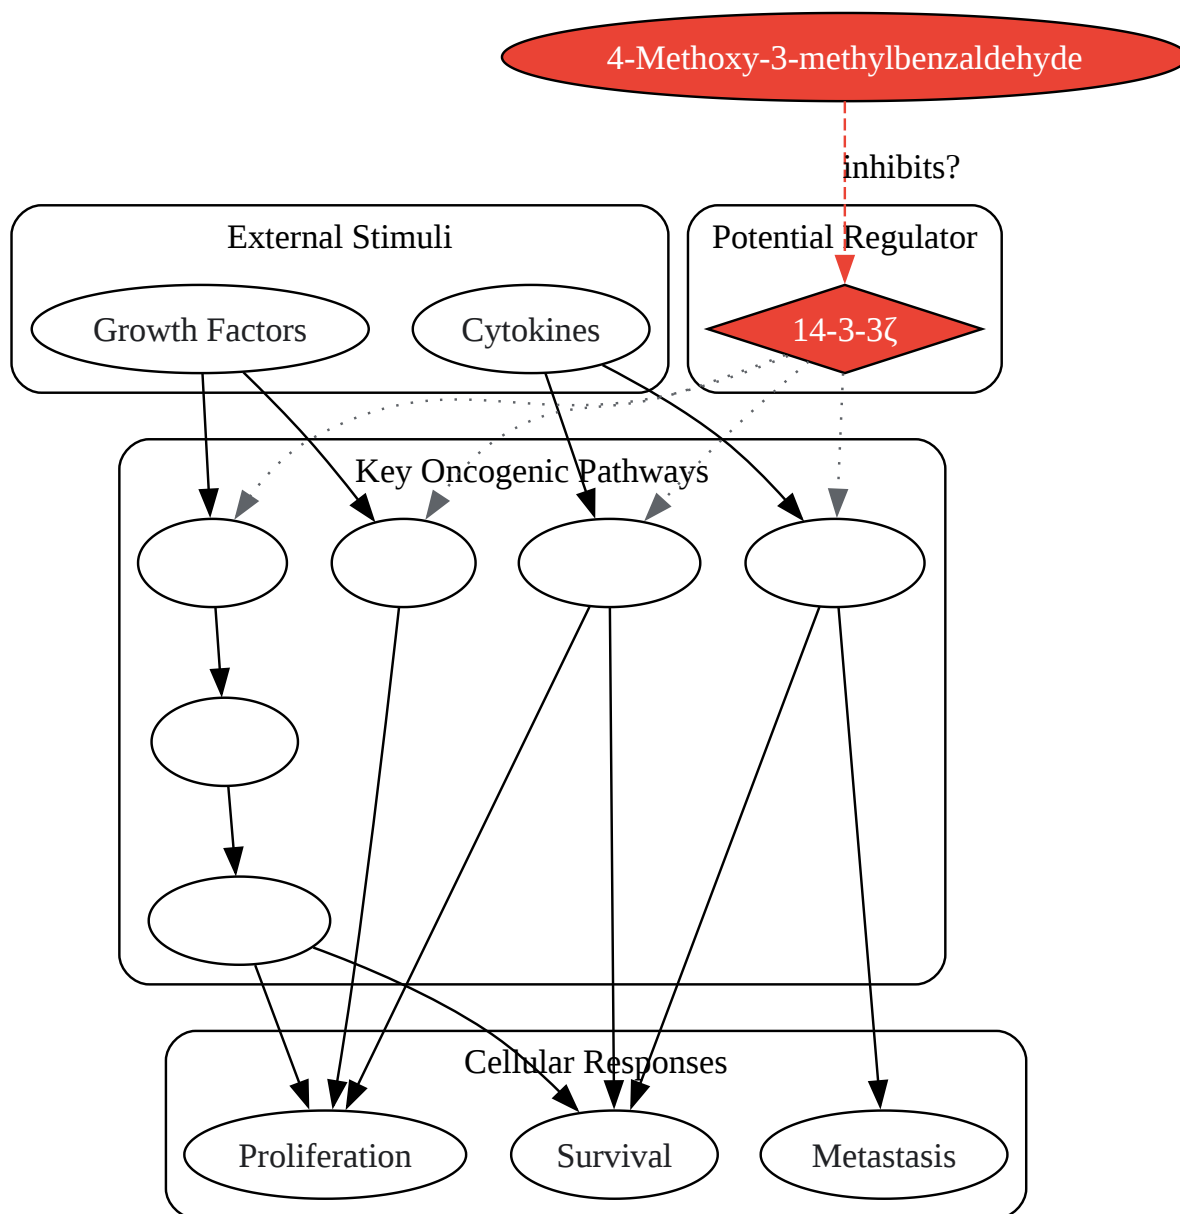 4-Methoxy-3-methylbenzaldehyde
inhibits?
External Stimuli
Potential Regulator
Growth Factors
Cytokines
14-3-3ζ
Key Oncogenic Pathways
Cellular Responses
Proliferation
Survival
Metastasis